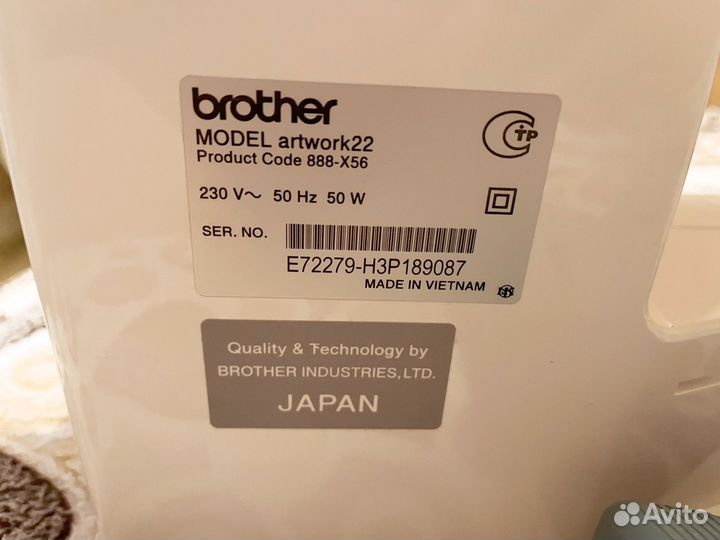 brother
MODEL artwork22
Product Code 888-X56
230 V~ 50 Hz 50 W
SER. NO.
E72279-H3P189087
MADE IN VIETNAM
Quality & Technology by
BROTHER INDUSTRIES,LTD.
JAPAN
Avito